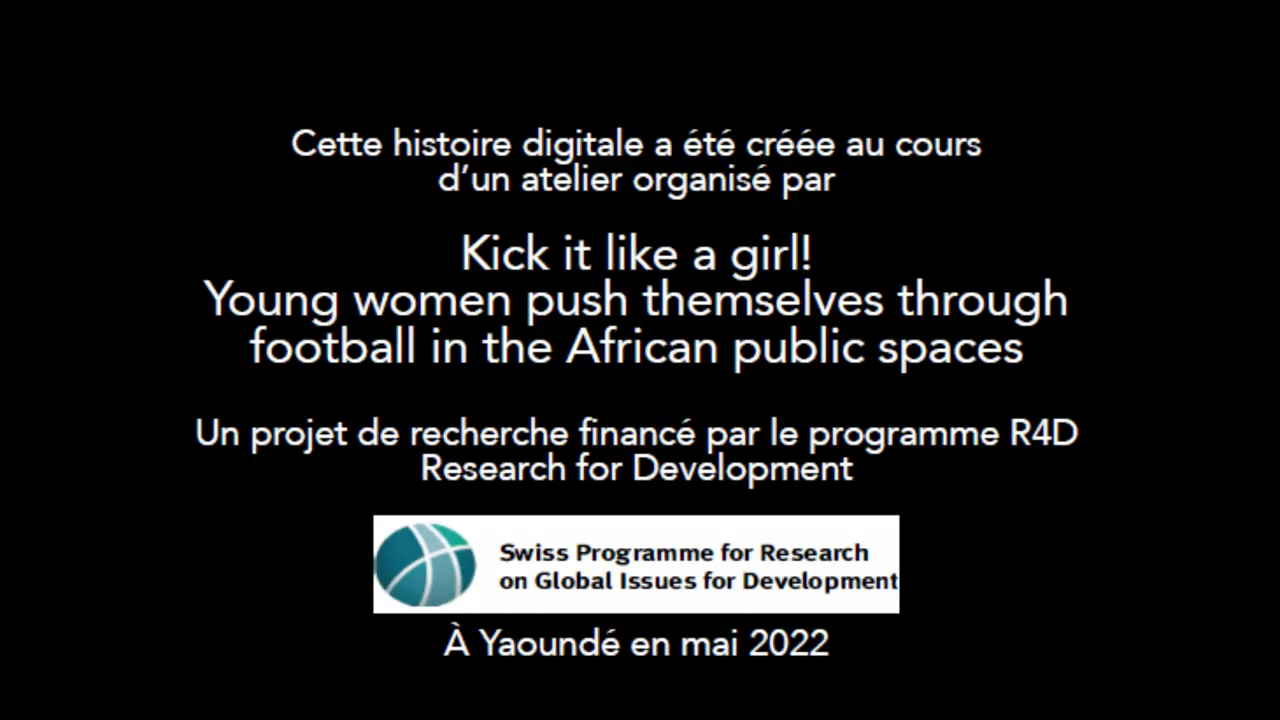 Cette histoire digitale a été créée au cours
d’un atelier organisé par
Kick it like a girl!
Young women push themselves through
football in the African public spaces
Un projet de recherche financé par le programme R4D
Research for Development
Swiss Programme for Research
on Global Issues for Development
À Yaoundé en mai 2022